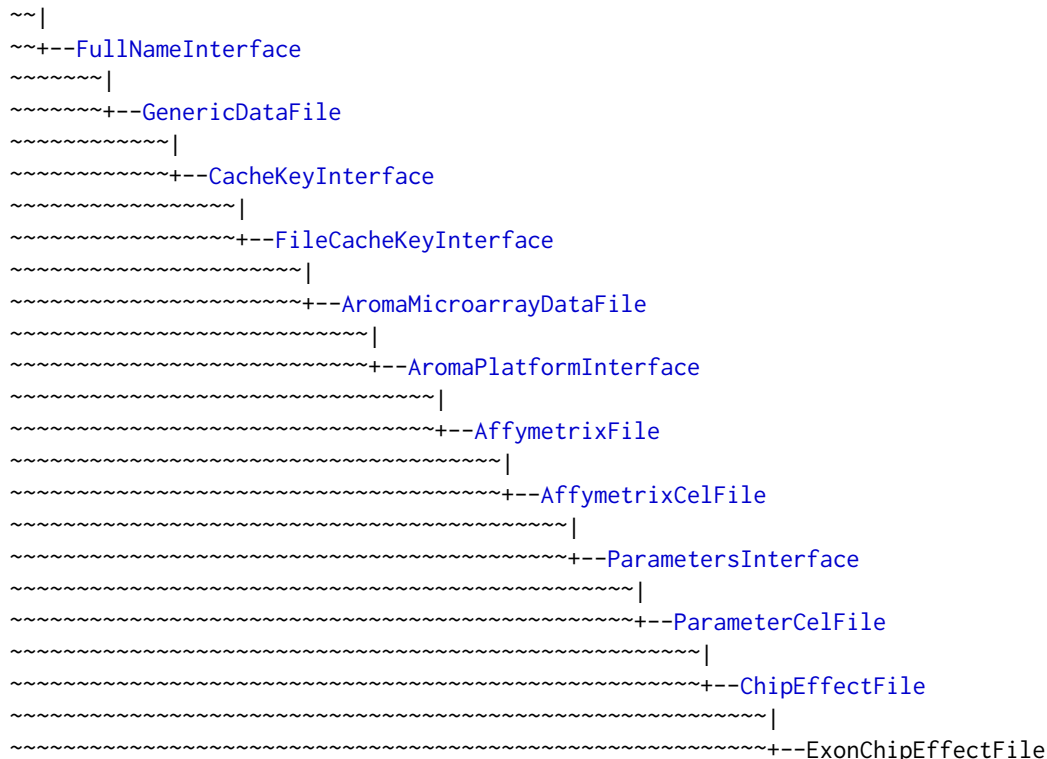 ~~|
~~+--FullNameInterface
~~~~~~~|
~~~~~~~+--GenericDataFile
~~~~~~~~~~~~|
~~~~~~~~~~~~+--CacheKeyInterface
~~~~~~~~~~~~~~~~~|
~~~~~~~~~~~~~~~~~+--FileCacheKeyInterface
~~~~~~~~~~~~~~~~~~~~~~|
~~~~~~~~~~~~~~~~~~~~~~+--AromaMicroarrayDataFile
~~~~~~~~~~~~~~~~~~~~~~~~~~~|
~~~~~~~~~~~~~~~~~~~~~~~~~~~+--AromaPlatformInterface
~~~~~~~~~~~~~~~~~~~~~~~~~~~~~~~~|
~~~~~~~~~~~~~~~~~~~~~~~~~~~~~~~~+--AffymetrixFile
~~~~~~~~~~~~~~~~~~~~~~~~~~~~~~~~~~~~~|
~~~~~~~~~~~~~~~~~~~~~~~~~~~~~~~~~~~~~+--AffymetrixCelFile
~~~~~~~~~~~~~~~~~~~~~~~~~~~~~~~~~~~~~~~~~~|
~~~~~~~~~~~~~~~~~~~~~~~~~~~~~~~~~~~~~~~~~~+--ParametersInterface
~~~~~~~~~~~~~~~~~~~~~~~~~~~~~~~~~~~~~~~~~~~~~~~|
~~~~~~~~~~~~~~~~~~~~~~~~~~~~~~~~~~~~~~~~~~~~~~~+--ParameterCelFile
~~~~~~~~~~~~~~~~~~~~~~~~~~~~~~~~~~~~~~~~~~~~~~~~~~~~|
~~~~~~~~~~~~~~~~~~~~~~~~~~~~~~~~~~~~~~~~~~~~~~~~~~~~+--ChipEffectFile
~~~~~~~~~~~~~~~~~~~~~~~~~~~~~~~~~~~~~~~~~~~~~~~~~~~~~~~~~|
~~~~~~~~~~~~~~~~~~~~~~~~~~~~~~~~~~~~~~~~~~~~~~~~~~~~~~~~~+--ExonChipEffectFile